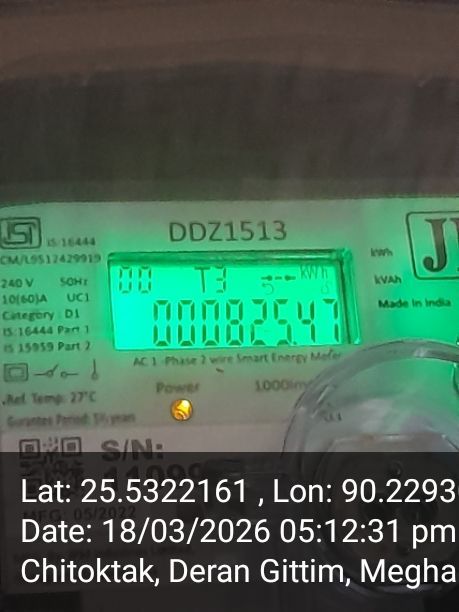 DDZ1513
IS:16444
CM/L9512429919
240 V 50Hz
10(60)A UC1
Category : D1
IS:16444 Part 1
IS 15959 Part 2
00 T3 kWh
00082547
kWh
kVAh
Made in India
AC 1-Phase 2 wire Smart Energy Meter
Ref. Temp: 27°C
Power
S/N:
MFG: 05/2022
Lat: 25.5322161 , Lon: 90.2293
Date: 18/03/2026 05:12:31 pm
Chitoktak, Deran Gittim, Megha